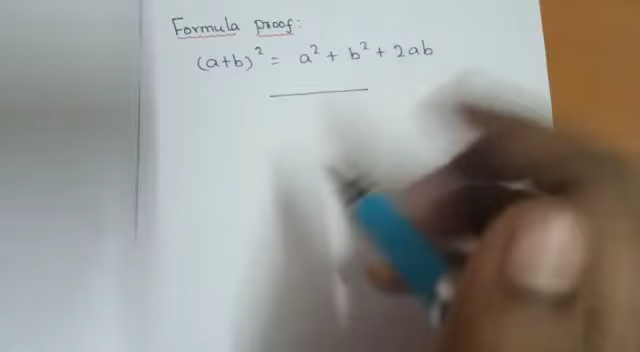 Formula proof:
(a+b)² = a² + b² + 2ab